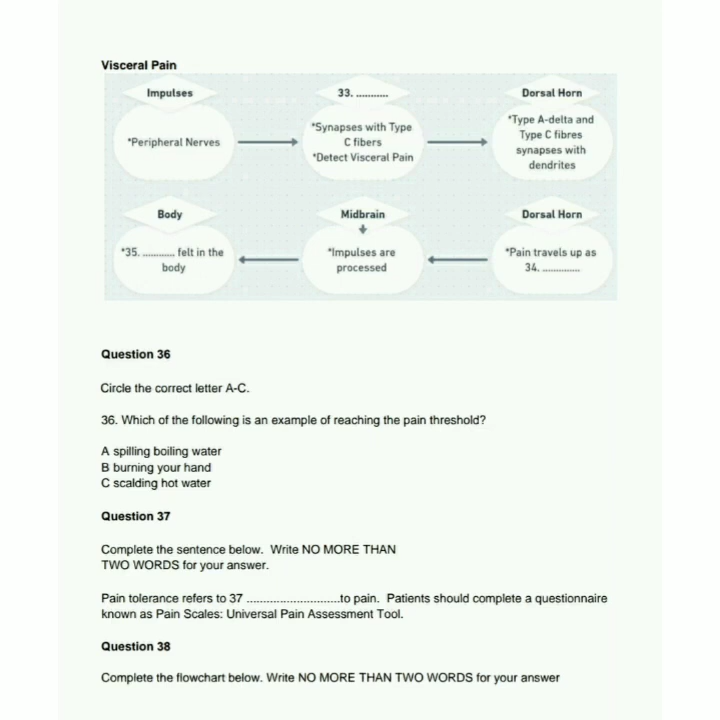 Visceral Pain
Impulses
33. ...........
Dorsal Horn
*Peripheral Nerves
*Synapses with Type
C fibers
*Detect Visceral Pain
*Type A-delta and
Type C fibres
synapses with
dendrites
Body
Midbrain
Dorsal Horn
*35. ........... felt in the
body
*Impulses are
processed
*Pain travels up as
34. .............
Question 36
Circle the correct letter A-C.
36. Which of the following is an example of reaching the pain threshold?
A spilling boiling water
B burning your hand
C scalding hot water
Question 37
Complete the sentence below. Write NO MORE THAN
TWO WORDS for your answer.
Pain tolerance refers to 37 ............................to pain. Patients should complete a questionnaire
known as Pain Scales: Universal Pain Assessment Tool.
Question 38
Complete the flowchart below. Write NO MORE THAN TWO WORDS for your answer